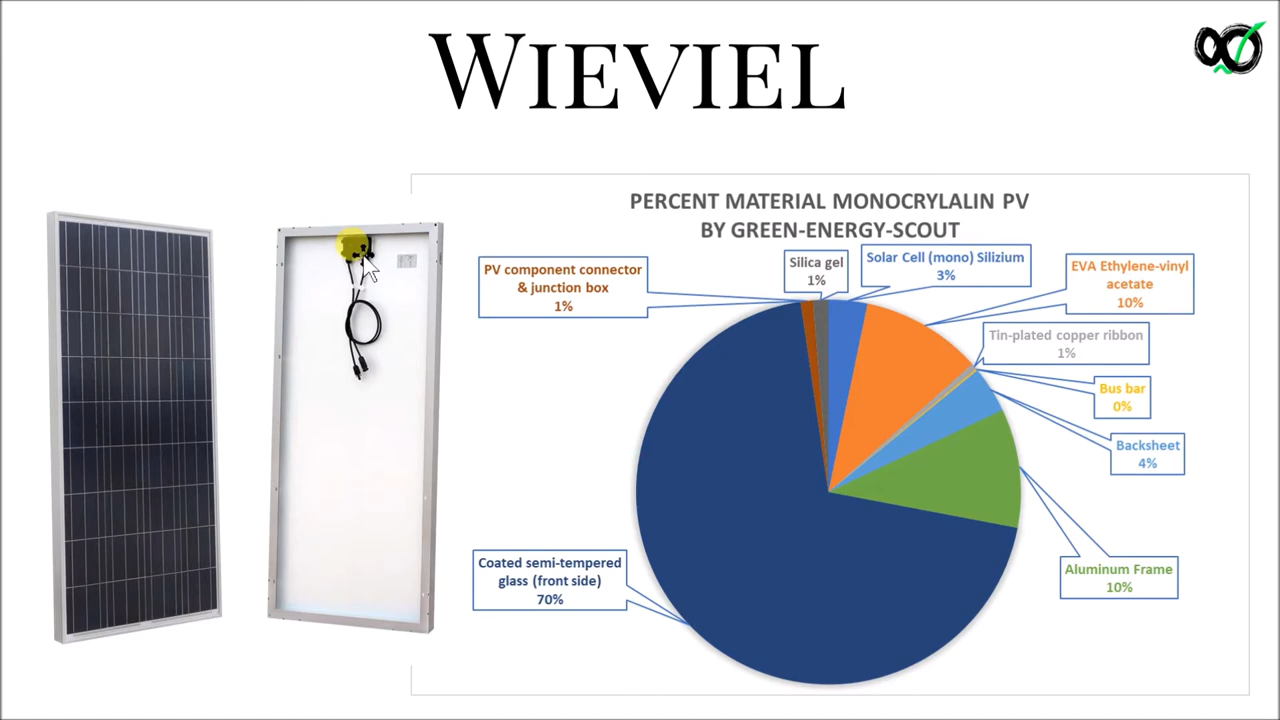 WIEVIEL
PERCENT MATERIAL MONOCRYLALIN PV
BY GREEN-ENERGY-SCOUT
PV component connector
& junction box
1%
Silica gel
1%
Solar Cell (mono) Silizium
3%
EVA Ethylene-vinyl
acetate
10%
Tin-plated copper ribbon
1%
Bus bar
0%
Backsheet
4%
Aluminum Frame
10%
Coated semi-tempered
glass (front side)
70%